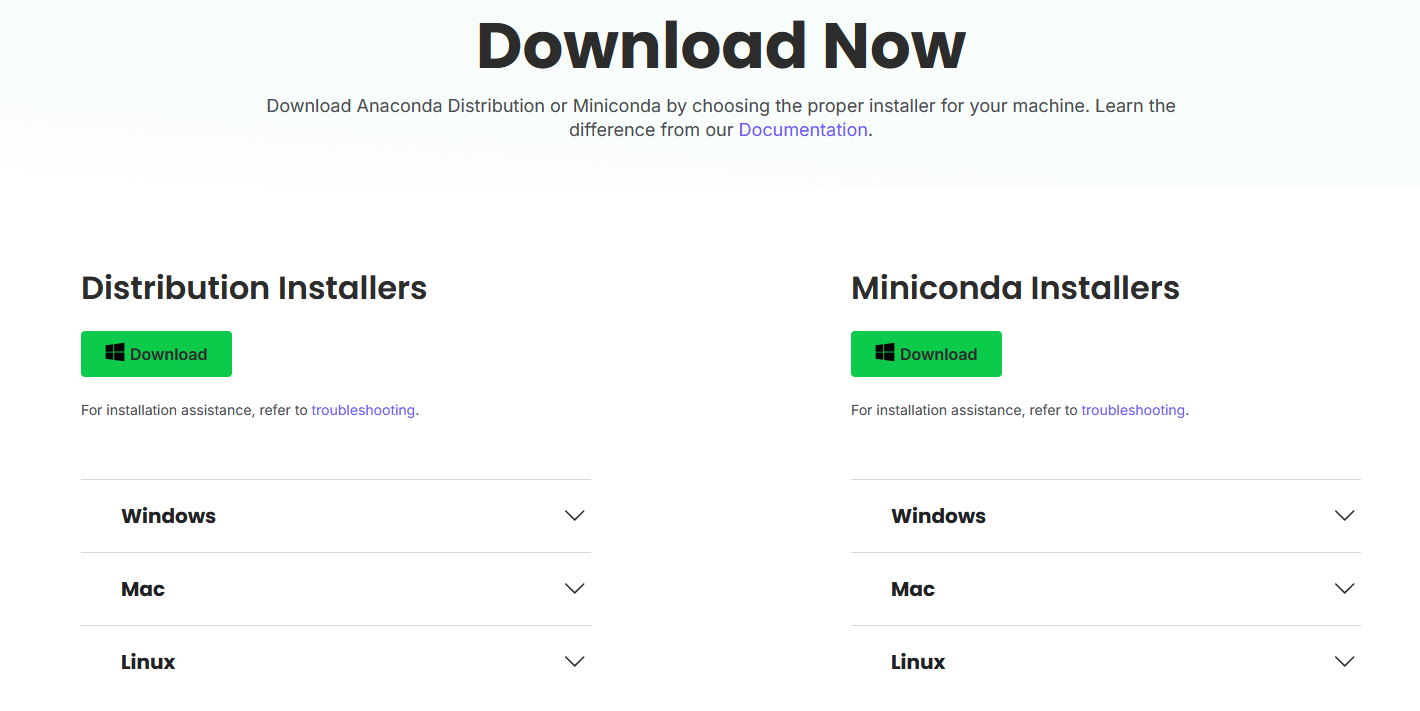 Download Now
Download Anaconda Distribution or Miniconda by choosing the proper installer for your machine. Learn the
difference from our Documentation.
Distribution Installers
Download
For installation assistance, refer to troubleshooting.
Windows
Mac
Linux
Miniconda Installers
Download
For installation assistance, refer to troubleshooting.
Windows
Mac
Linux